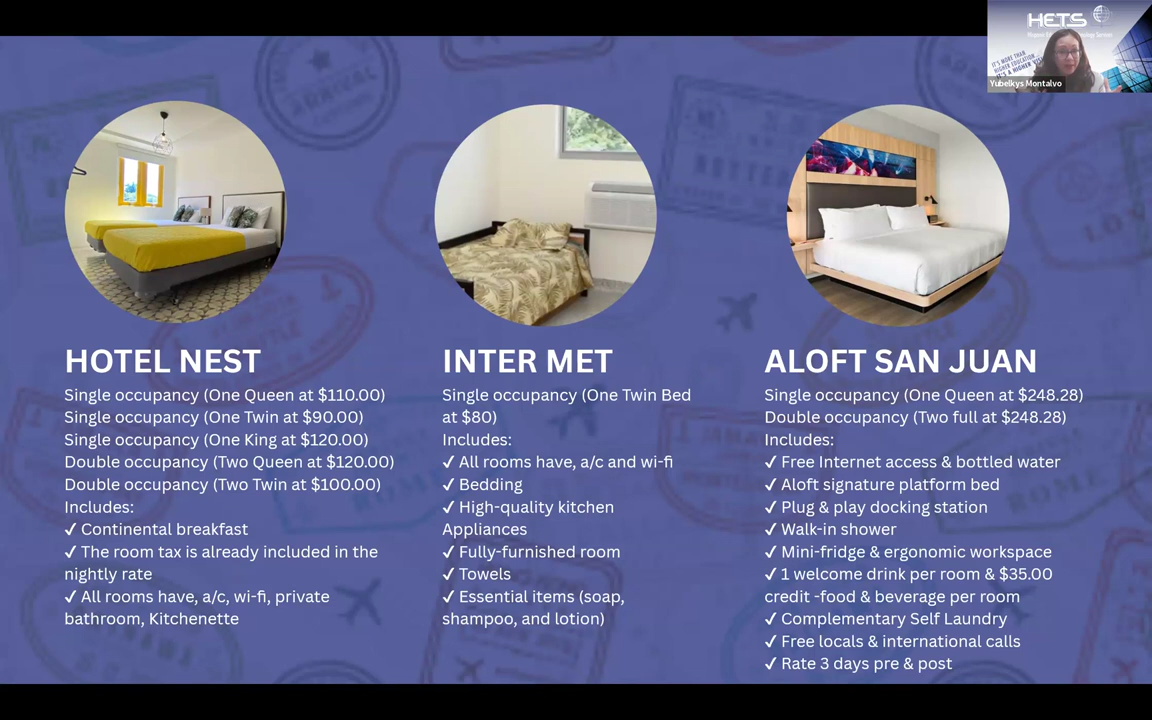 HETS
IT'S MORE THAN
HIGHER EDUCATION
Yubelkys Montalvo
HOTEL NEST
Single occupancy (One Queen at $110.00)
Single occupancy (One Twin at $90.00)
Single occupancy (One King at $120.00)
Double occupancy (Two Queen at $120.00)
Double occupancy (Two Twin at $100.00)
Includes:
✓ Continental breakfast
✓ The room tax is already included in the
nightly rate
✓ All rooms have, a/c, wi-fi, private
bathroom, Kitchenette
INTER MET
Single occupancy (One Twin Bed
at $80)
Includes:
✓ All rooms have, a/c and wi-fi
✓ Bedding
✓ High-quality kitchen
Appliances
✓ Fully-furnished room
✓ Towels
✓ Essential items (soap,
shampoo, and lotion)
ALOFT SAN JUAN
Single occupancy (One Queen at $248.28)
Double occupancy (Two full at $248.28)
Includes:
✓ Free Internet access & bottled water
✓ Aloft signature platform bed
✓ Plug & play docking station
✓ Walk-in shower
✓ Mini-fridge & ergonomic workspace
✓ 1 welcome drink per room & $35.00
credit -food & beverage per room
✓ Complementary Self Laundry
✓ Free locals & international calls
✓ Rate 3 days pre & post